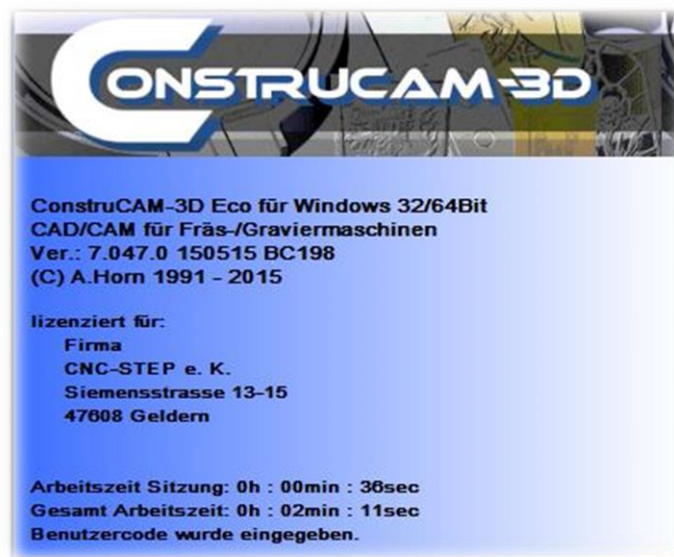 CONSTRUCAM-3D
ConstruCAM-3D Eco für Windows 32/64Bit
CAD/CAM für Fräs-/Graviermaschinen
Ver.: 7.047.0 150515 BC198
(C) A.Horn 1991 - 2015
lizenziert für:
Firma
CNC-STEP e. K.
Siemensstrasse 13-15
47608 Geldern
Arbeitszeit Sitzung: 0h : 00min : 36sec
Gesamt Arbeitszeit: 0h : 02min : 11sec
Benutzercode wurde eingegeben.